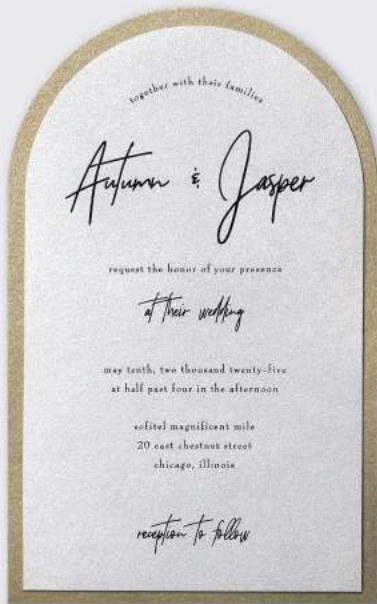 together with their families
Autumn & Jasper
request the honor of your presence
at their wedding
may tenth, two thousand twenty-five
at half past four in the afternoon
sofitel magnificent mile
20 east chestnut street
chicago, illinois
reception to follow